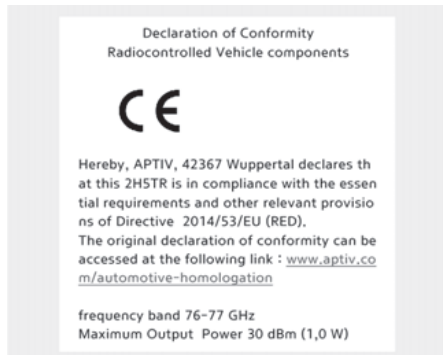 Declaration of Conformity
Radiocontrolled Vehicle components
CE
Hereby, APTIV, 42367 Wuppertal declares th
at this 2H5TR is in compliance with the essen
tial requirements and other relevant provisio
ns of Directive  2014/53/EU (RED).
The original declaration of conformity can be
accessed at the following link : www.aptiv.co
m/automotive-homologation
frequency band 76-77 GHz
Maximum Output  Power 30 dBm (1,0 W)